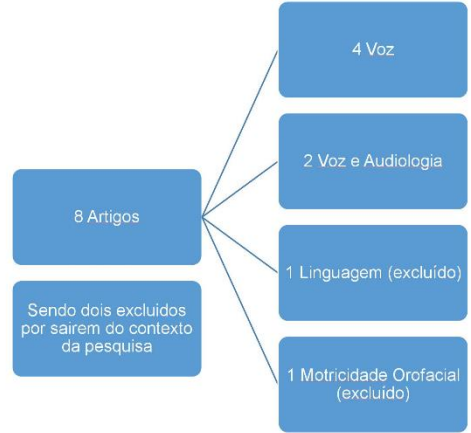 8 Artigos
Sendo dois excluidos
por sairem do contexto
da pesquisa
4 Voz
2 Voz e Audiologia
1 Linguagem (excluído)
1 Motricidade Orofacial
(excluído)